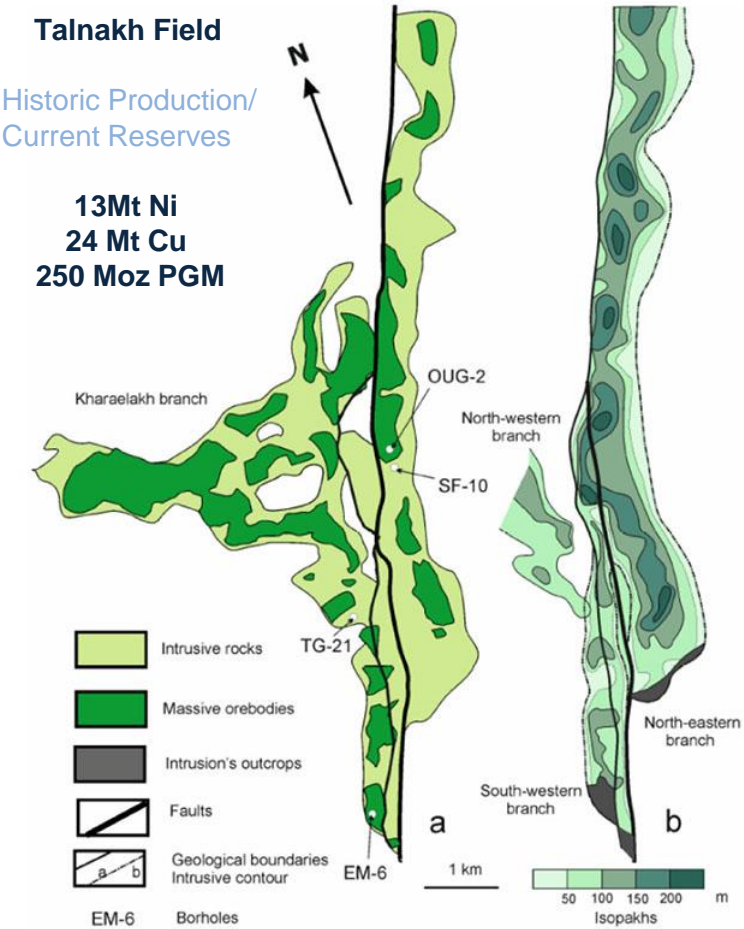 Talnakh Field
N
Historic Production/
Current Reserves
13Mt Ni
24 Mt Cu
250 Moz PGM
Kharaelakh branch
OUG-2
SF-10
TG-21
EM-6
a
1 km
North-western
branch
North-eastern
branch
South-western
branch
b
Intrusive rocks
Massive orebodies
Intrusion's outcrops
Faults
a b
Geological boundaries
Intrusive contour
EM-6 Boreholes
50 100 150 200 m
Isopakhs